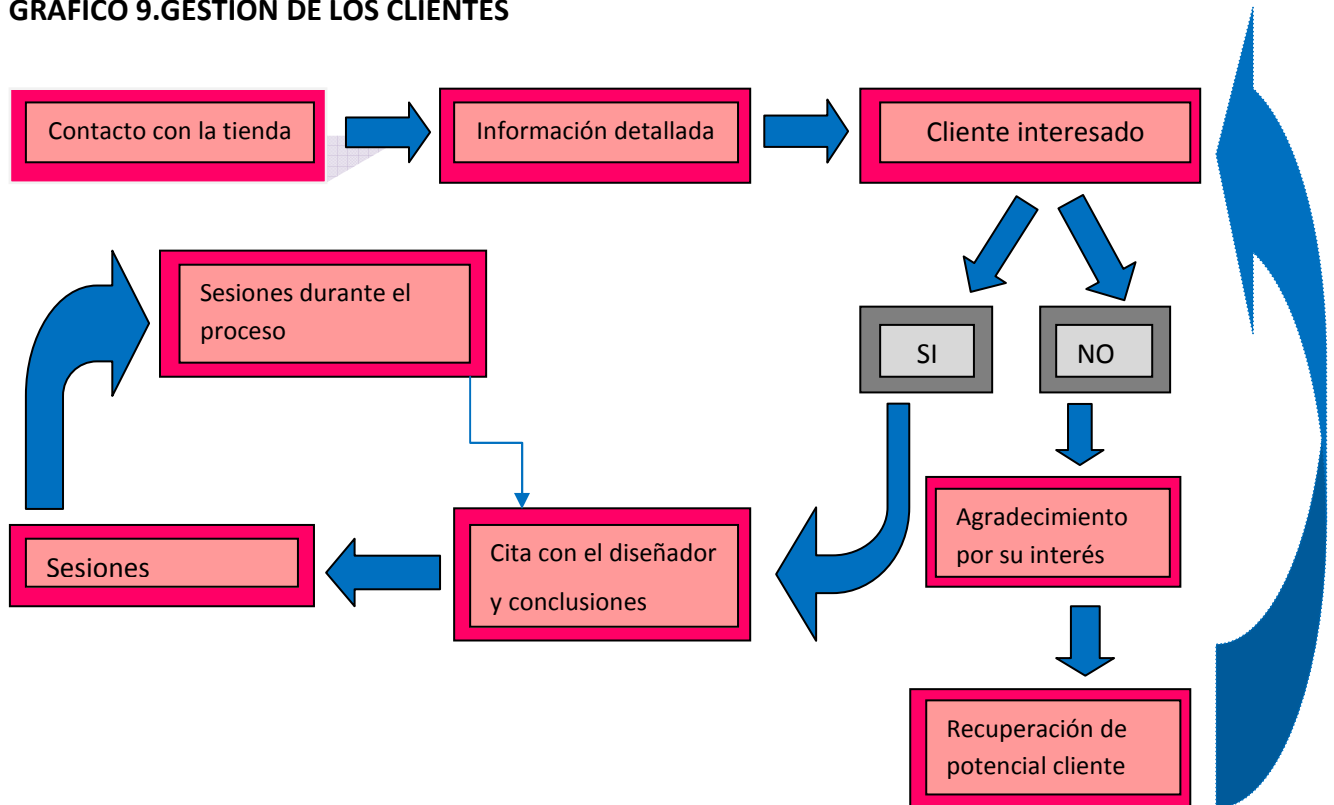 GRÁFICO 9.GESTIÓN DE LOS CLIENTES
Contacto con la tienda
Información detallada
Cliente interesado
SI
NO
Sesiones durante el
proceso
Agradecimiento
por su interés
Cita con el diseñador
y conclusiones
Sesiones
Recuperación de
potencial cliente